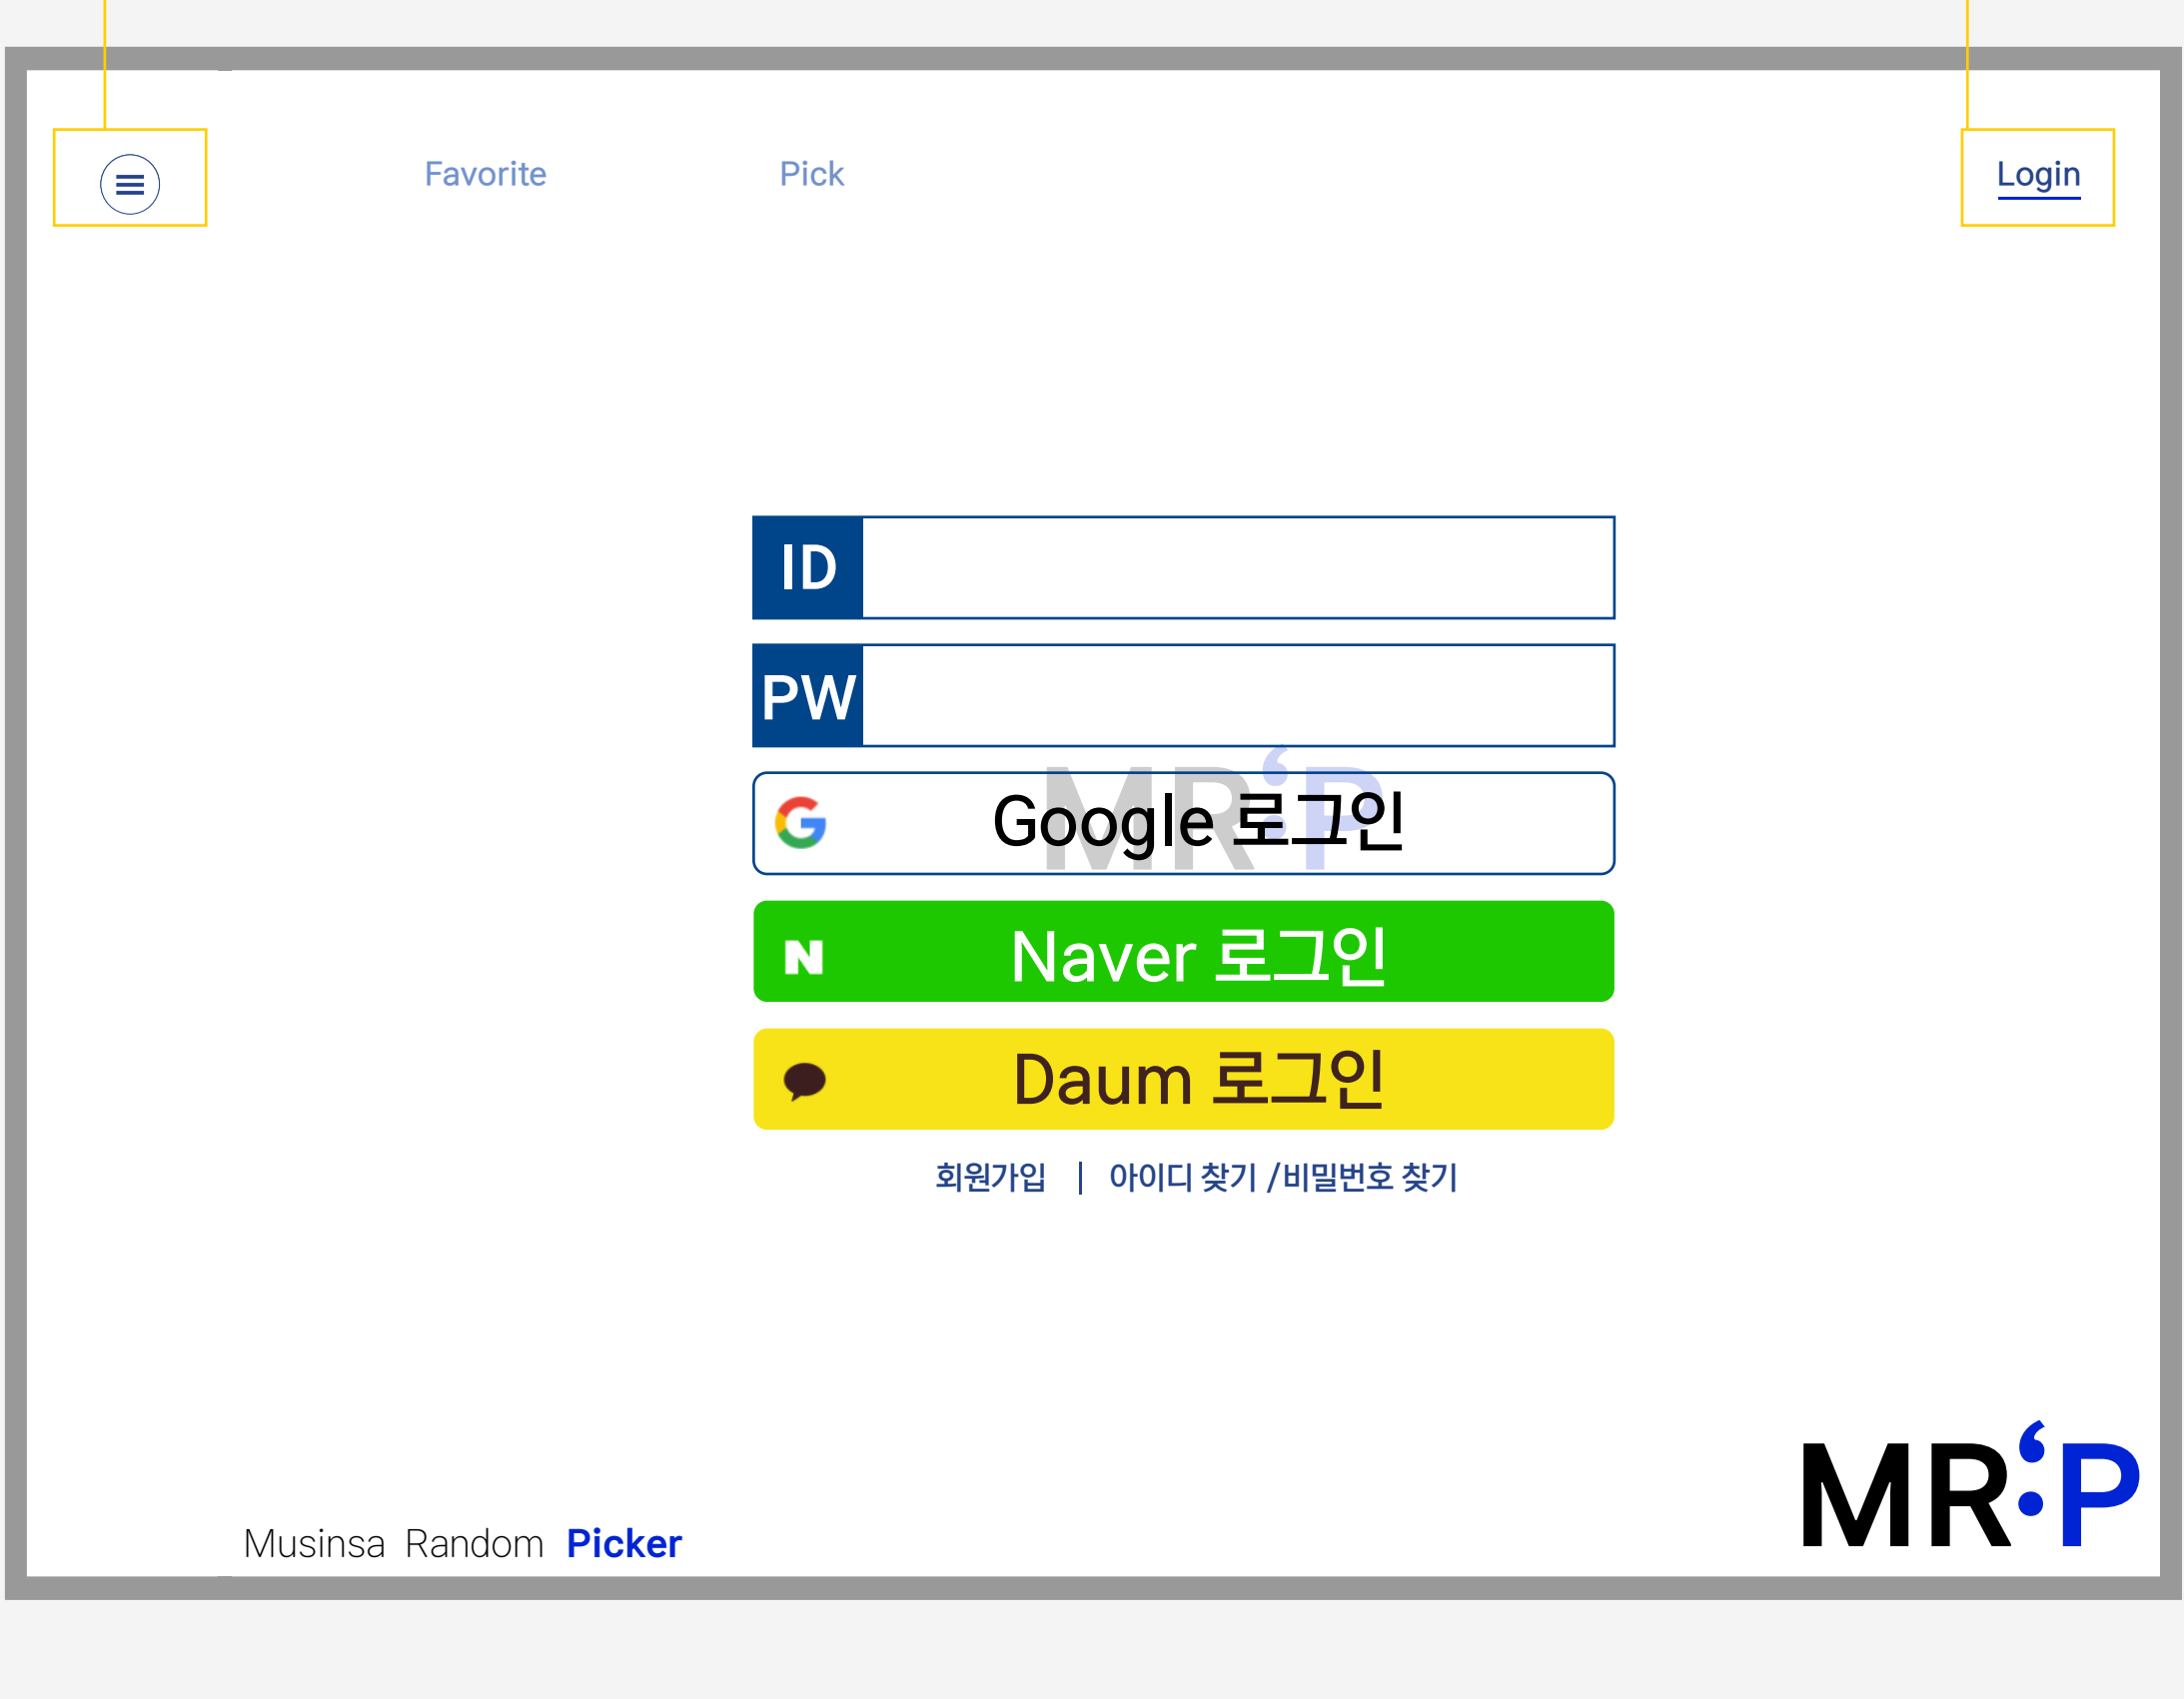 Favorite Pick Login
ID
PW
MR:P
Google 로그인
Naver 로그인
Daum 로그인
회원가입 | 아이디 찾기 /비밀번호 찾기
MR:P
Musinsa Random Picker